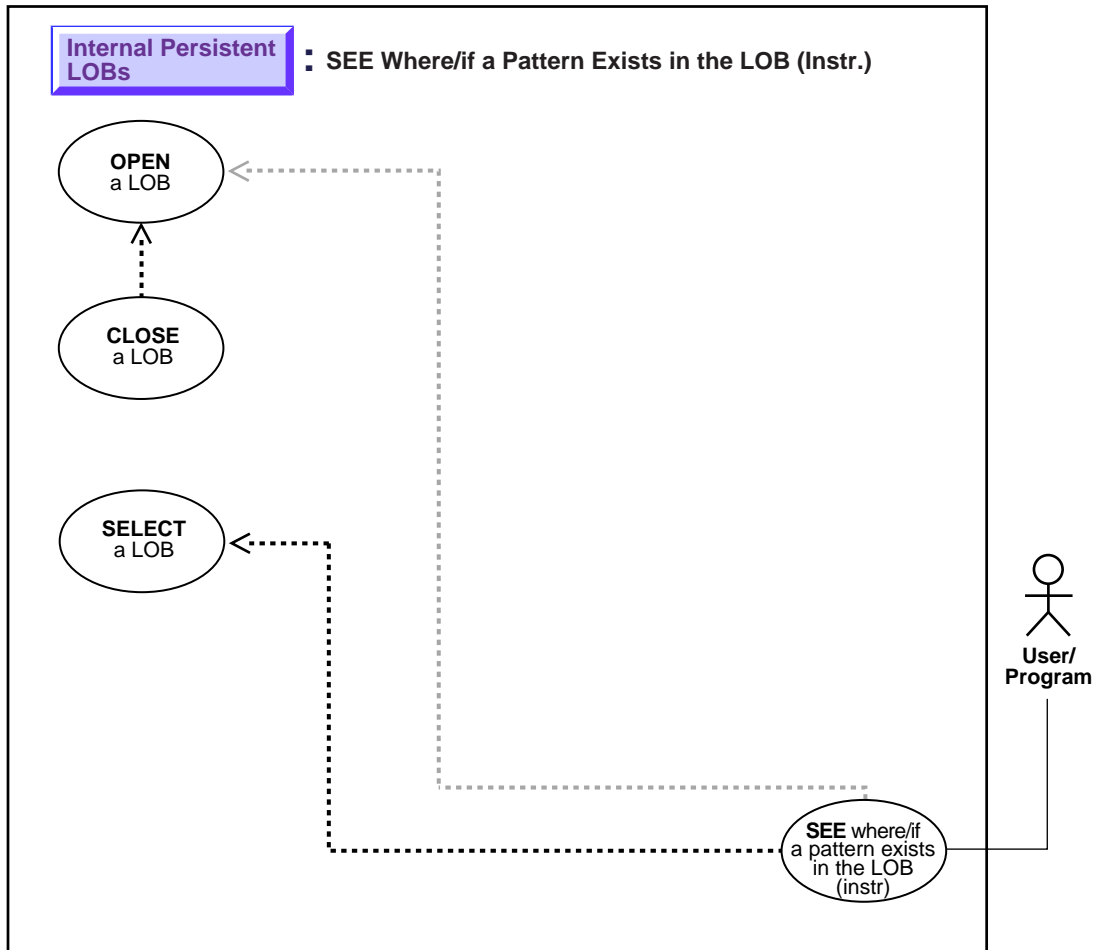 Internal Persistent
LOBs
: SEE Where/if a Pattern Exists in the LOB (Instr.)
OPEN
a LOB
CLOSE
a LOB
SELECT
a LOB
User/
Program
SEE where/if
a pattern exists
in the LOB
(instr)